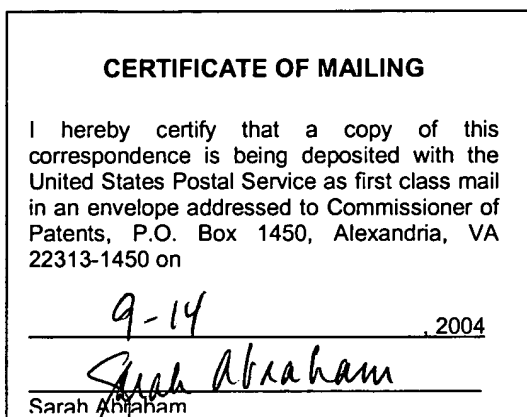 CERTIFICATE OF MAILING
I hereby certify that a copy of this
correspondence is being deposited with the
United States Postal Service as first class mail
in an envelope addressed to Commissioner of
Patents, P.O. Box 1450, Alexandria, VA
22313-1450 on
9-14 , 2004
Sarah Abraham
Sarah Abraham